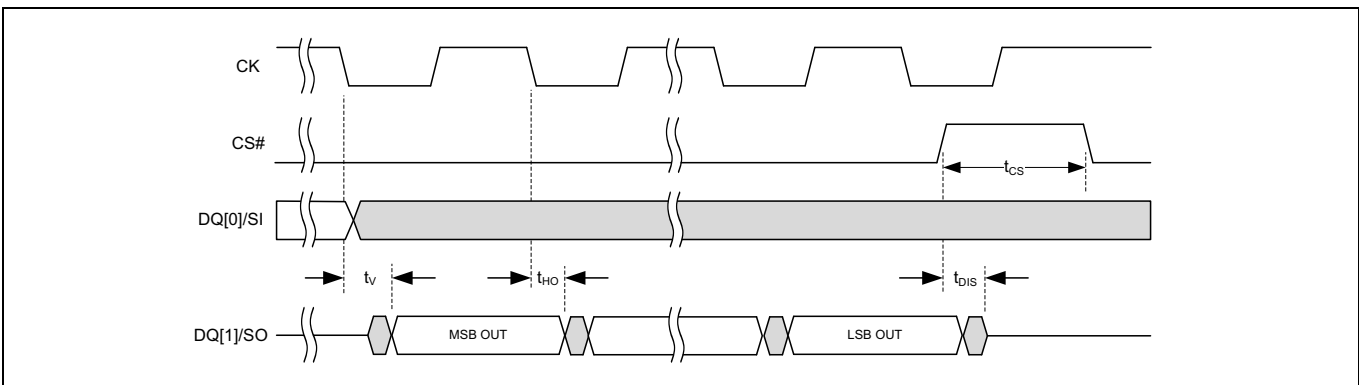 CK
CS#
tCS
DQ[0]/SI
tV
tHO
tDIS
DQ[1]/SO
MSB OUT
LSB OUT